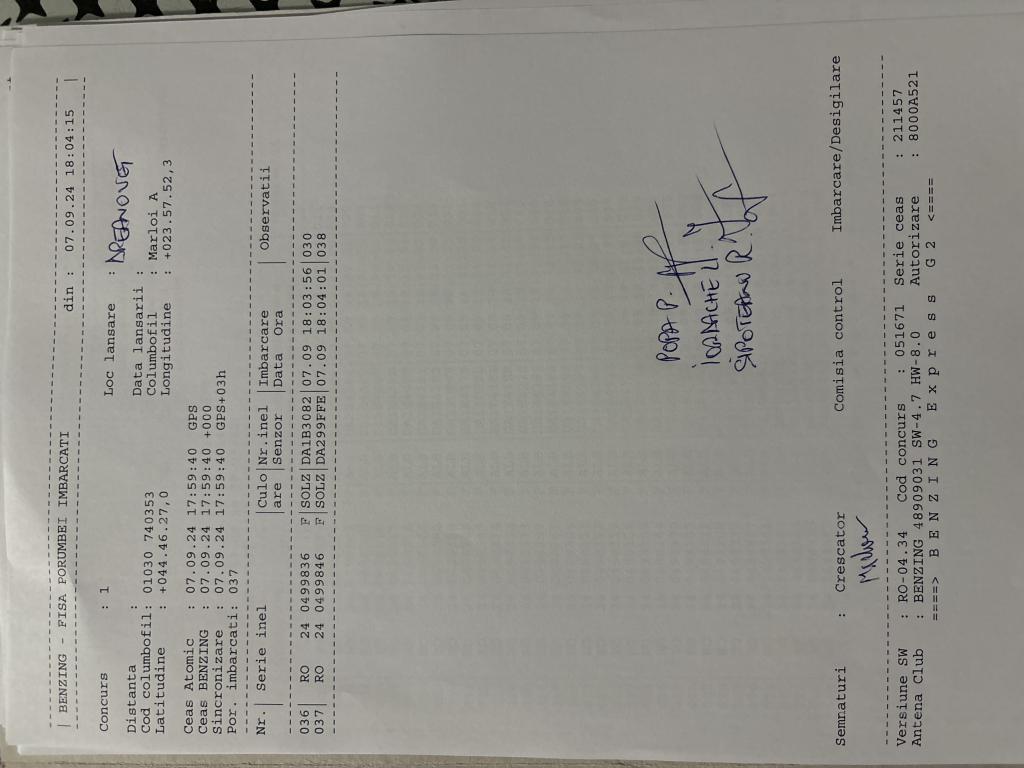 | BENZING - FISA PORUMBEI IMBARCATI din : 07.09.24 18:04:15 |
Concurs : 1 Loc lansare :
Distanta : Data lansarii :
Cod columbofil: 01030 740353 Columbofil : Marloi A
Latitudine : +044.46.27,0 Longitudine : +023.57.52,3
Ceas Atomic : 07.09.24 17:59:40 GPS
Ceas BENZING : 07.09.24 17:59:40 +000
Sincronizare : 07.09.24 17:59:40 GPS+03h
Por. imbarcati: 037
Nr.| Serie inel |Culo|Nr.inel |Imbarcare | Observatii
| |are |Senzor |Data Ora |
036| RO 24 0499836 F|SOLZ|DA1B3082|07.09 18:03:56|030
037| RO 24 0499846 F|SOLZ|DA299FFE|07.09 18:04:01|038
POPA P.
IORDACHE LI
SIPOTEANU R.
Semnaturi : Crescator Comisia control Imbarcare/Desigilare
Versiune SW : RO-04.34 Cod concurs : 051671 Serie ceas : 211457
Antena Club : BENZING 48909031 SW-4.7 HW-8.0 Autorizare : 8000A521
====> B E N Z I N G E x p r e s s G 2 <====